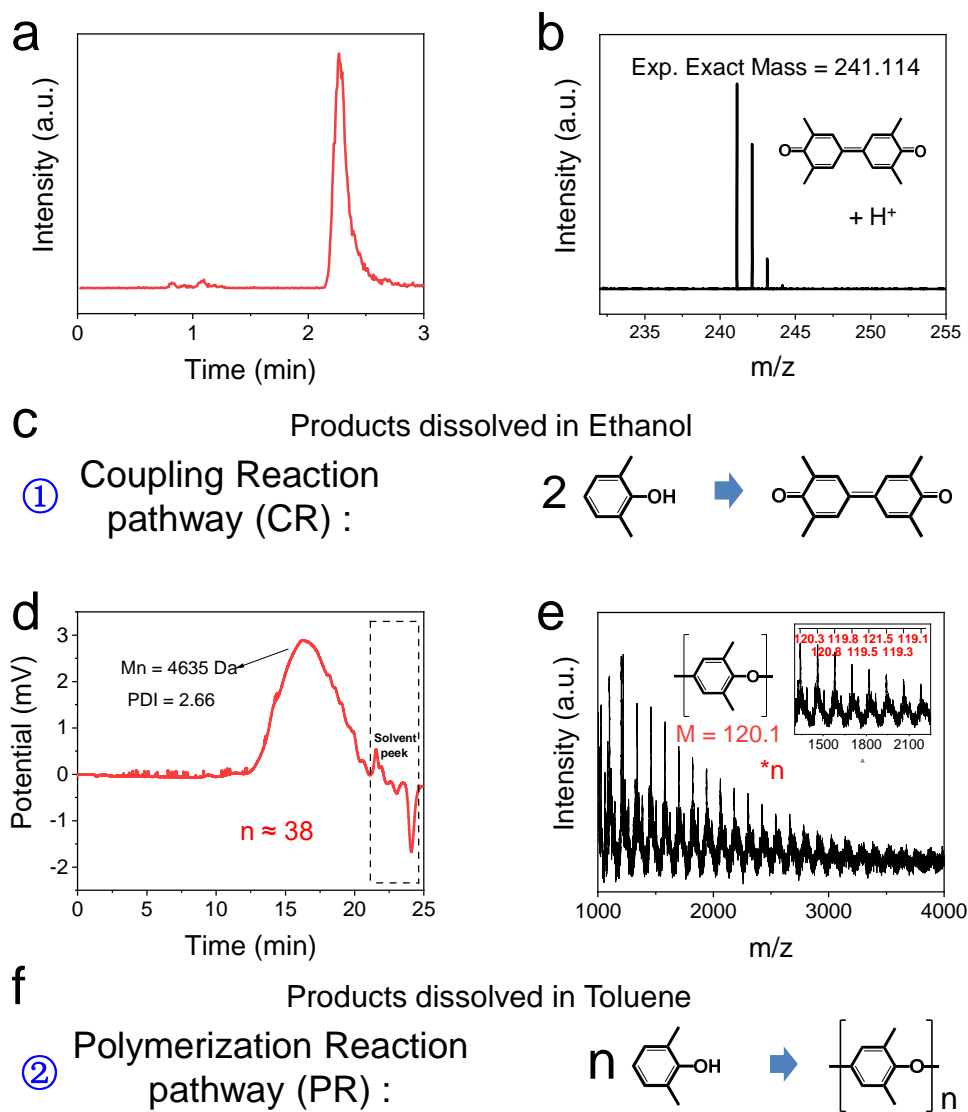 a
Intensity (a.u.)
0
1
2
3
Time (min)
b
Exp. Exact Mass = 241.114
O
O
+ H⁺
Intensity (a.u.)
235
240
245
250
255
m/z
c
Products dissolved in Ethanol
①
Coupling Reaction
pathway (CR) :
2
OH
O
O
d
Potential (mV)
3
2
1
0
-1
-2
Mn = 4635 Da
PDI = 2.66
Solvent
peek
n ≈ 38
0
5
10
15
20
25
Time (min)
e
Intensity (a.u.)
O
M = 120.1
*n
120.3 119.8 121.5 119.1
120.8 119.5 119.3
1500
1800
2100
A
1000
2000
3000
4000
m/z
f
Products dissolved in Toluene
②
Polymerization Reaction
pathway (PR) :
n
OH
O
n